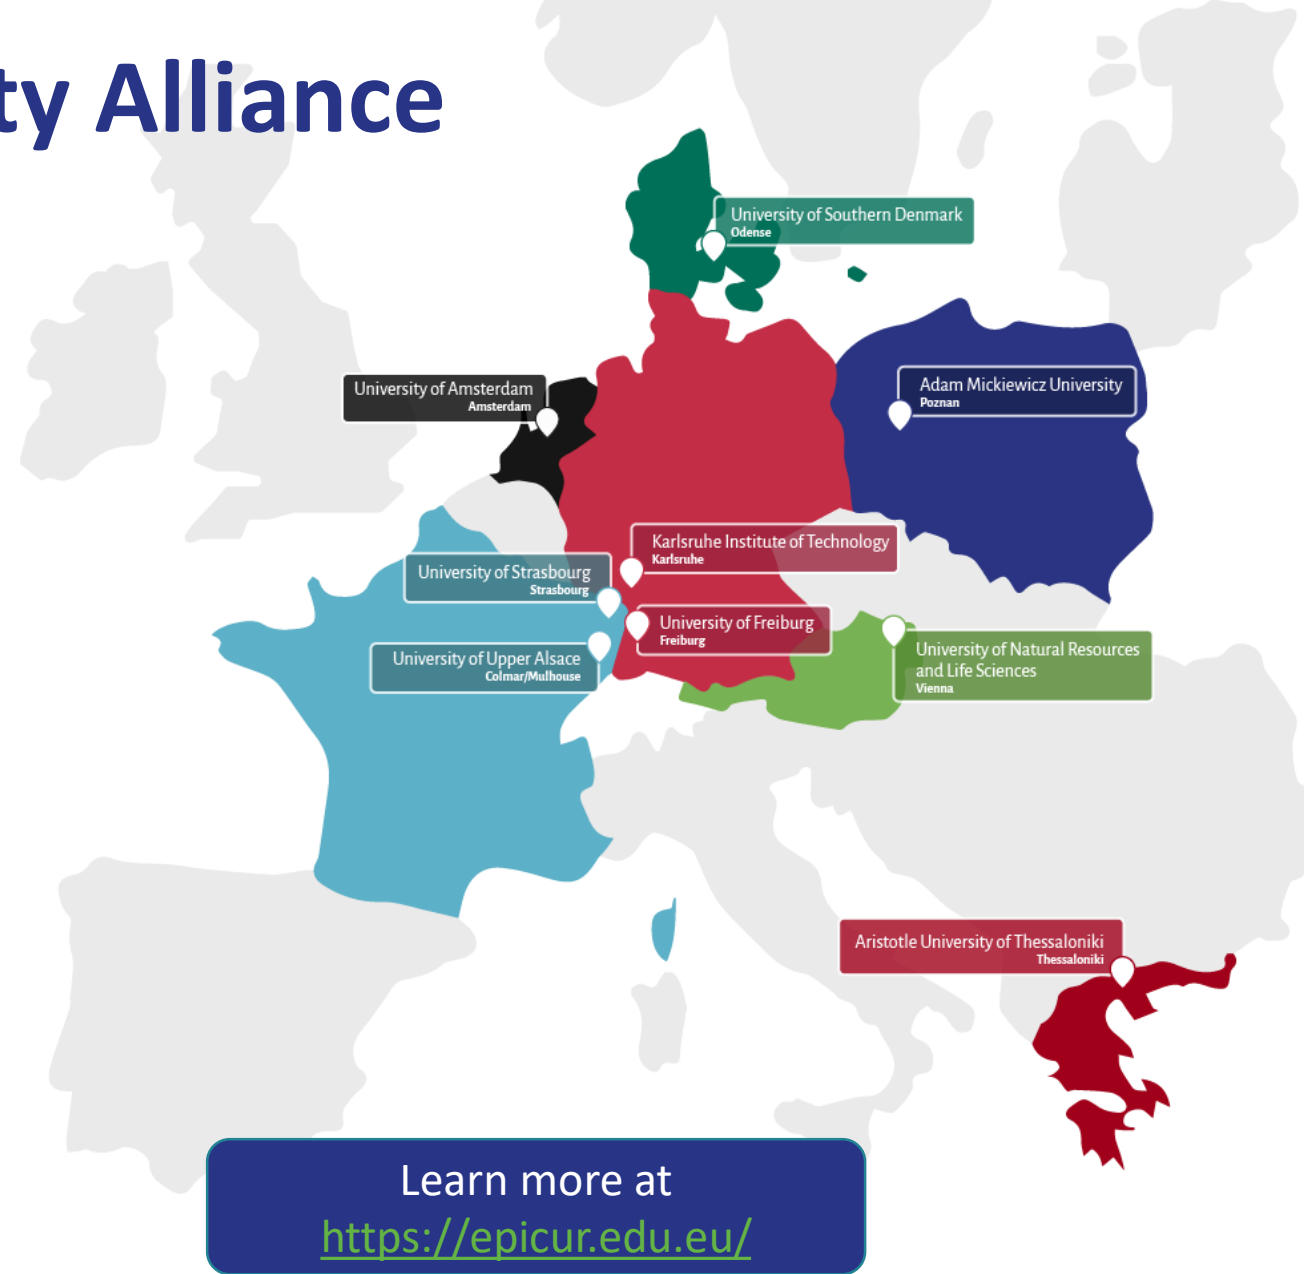 ty Alliance
University of Southern Denmark
Odense
University of Amsterdam
Amsterdam
Adam Mickiewicz University
Poznan
Karlsruhe Institute of Technology
Karlsruhe
University of Strasbourg
Strasbourg
University of Freiburg
Freiburg
University of Upper Alsace
Colmar/Mulhouse
University of Natural Resources
and Life Sciences
Vienna
Aristotle University of Thessaloniki
Thessaloniki
Learn more at
https://epicur.edu.eu/